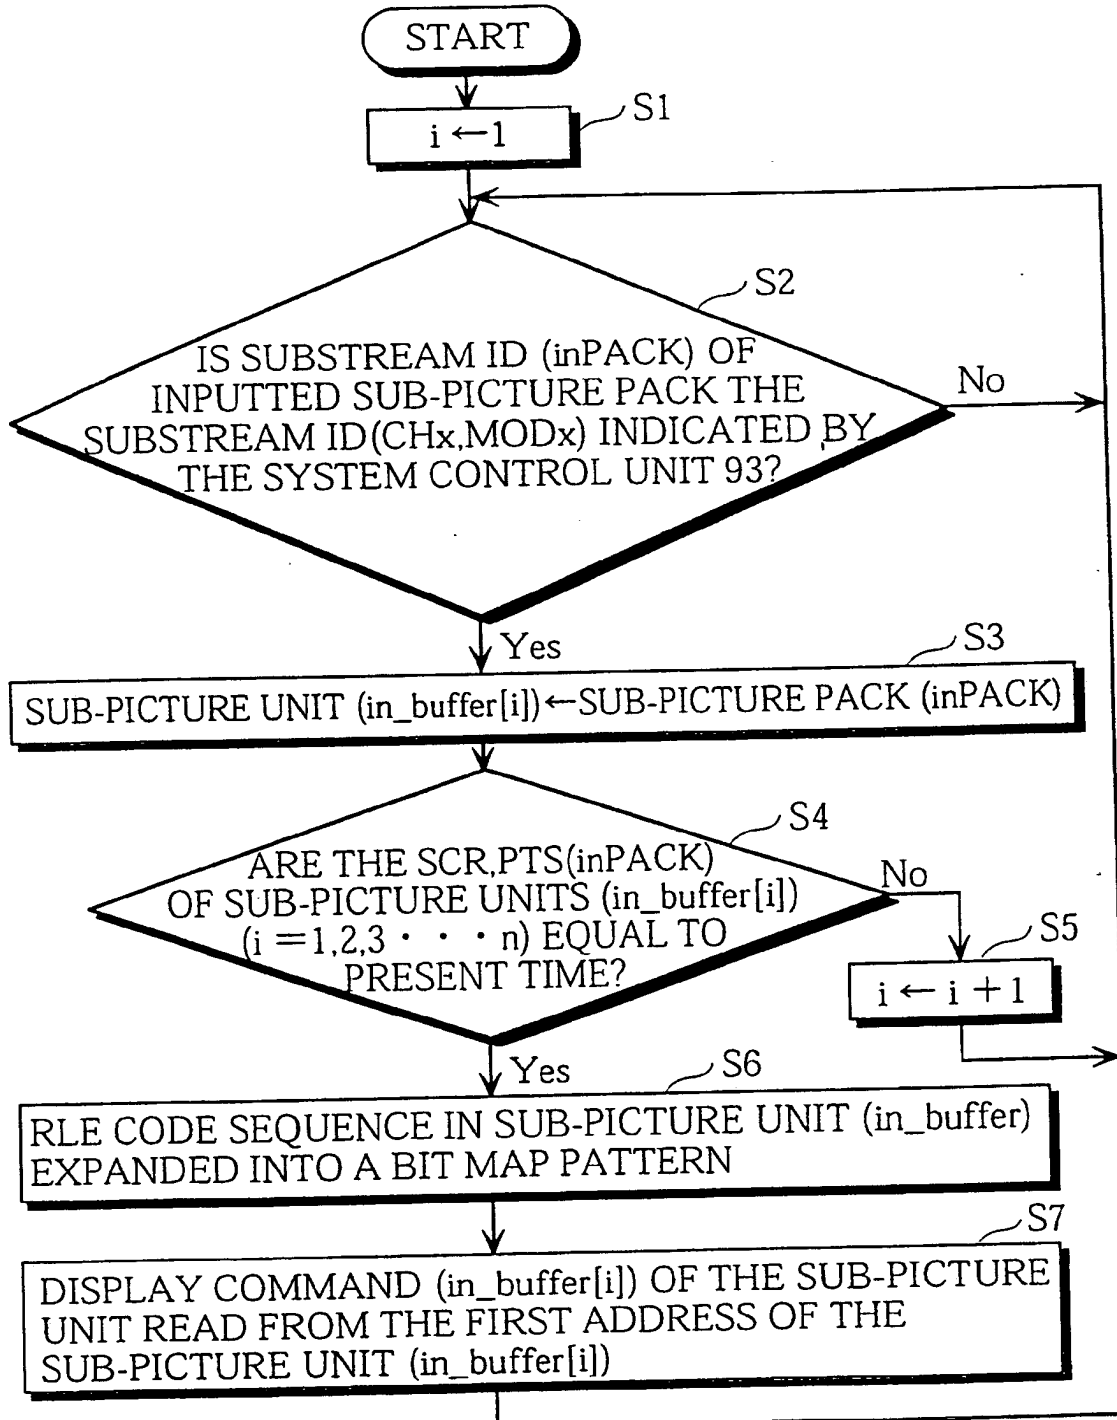 START
S1
i ←1
S2
IS SUBSTREAM ID (inPACK) OF
INPUTTED SUB-PICTURE PACK THE
SUBSTREAM ID(CHx,MODx) INDICATED BY
THE SYSTEM CONTROL UNIT 93?
No
Yes
S3
SUB-PICTURE UNIT (in_buffer[i])←SUB-PICTURE PACK (inPACK)
S4
ARE THE SCR,PTS(inPACK)
OF SUB-PICTURE UNITS (in_buffer[i])
(i =1,2,3 · · · n) EQUAL TO
PRESENT TIME?
No
S5
i ← i +1
Yes
S6
RLE CODE SEQUENCE IN SUB-PICTURE UNIT (in_buffer)
EXPANDED INTO A BIT MAP PATTERN
S7
DISPLAY COMMAND (in_buffer[i]) OF THE SUB-PICTURE
UNIT READ FROM THE FIRST ADDRESS OF THE
SUB-PICTURE UNIT (in_buffer[i])